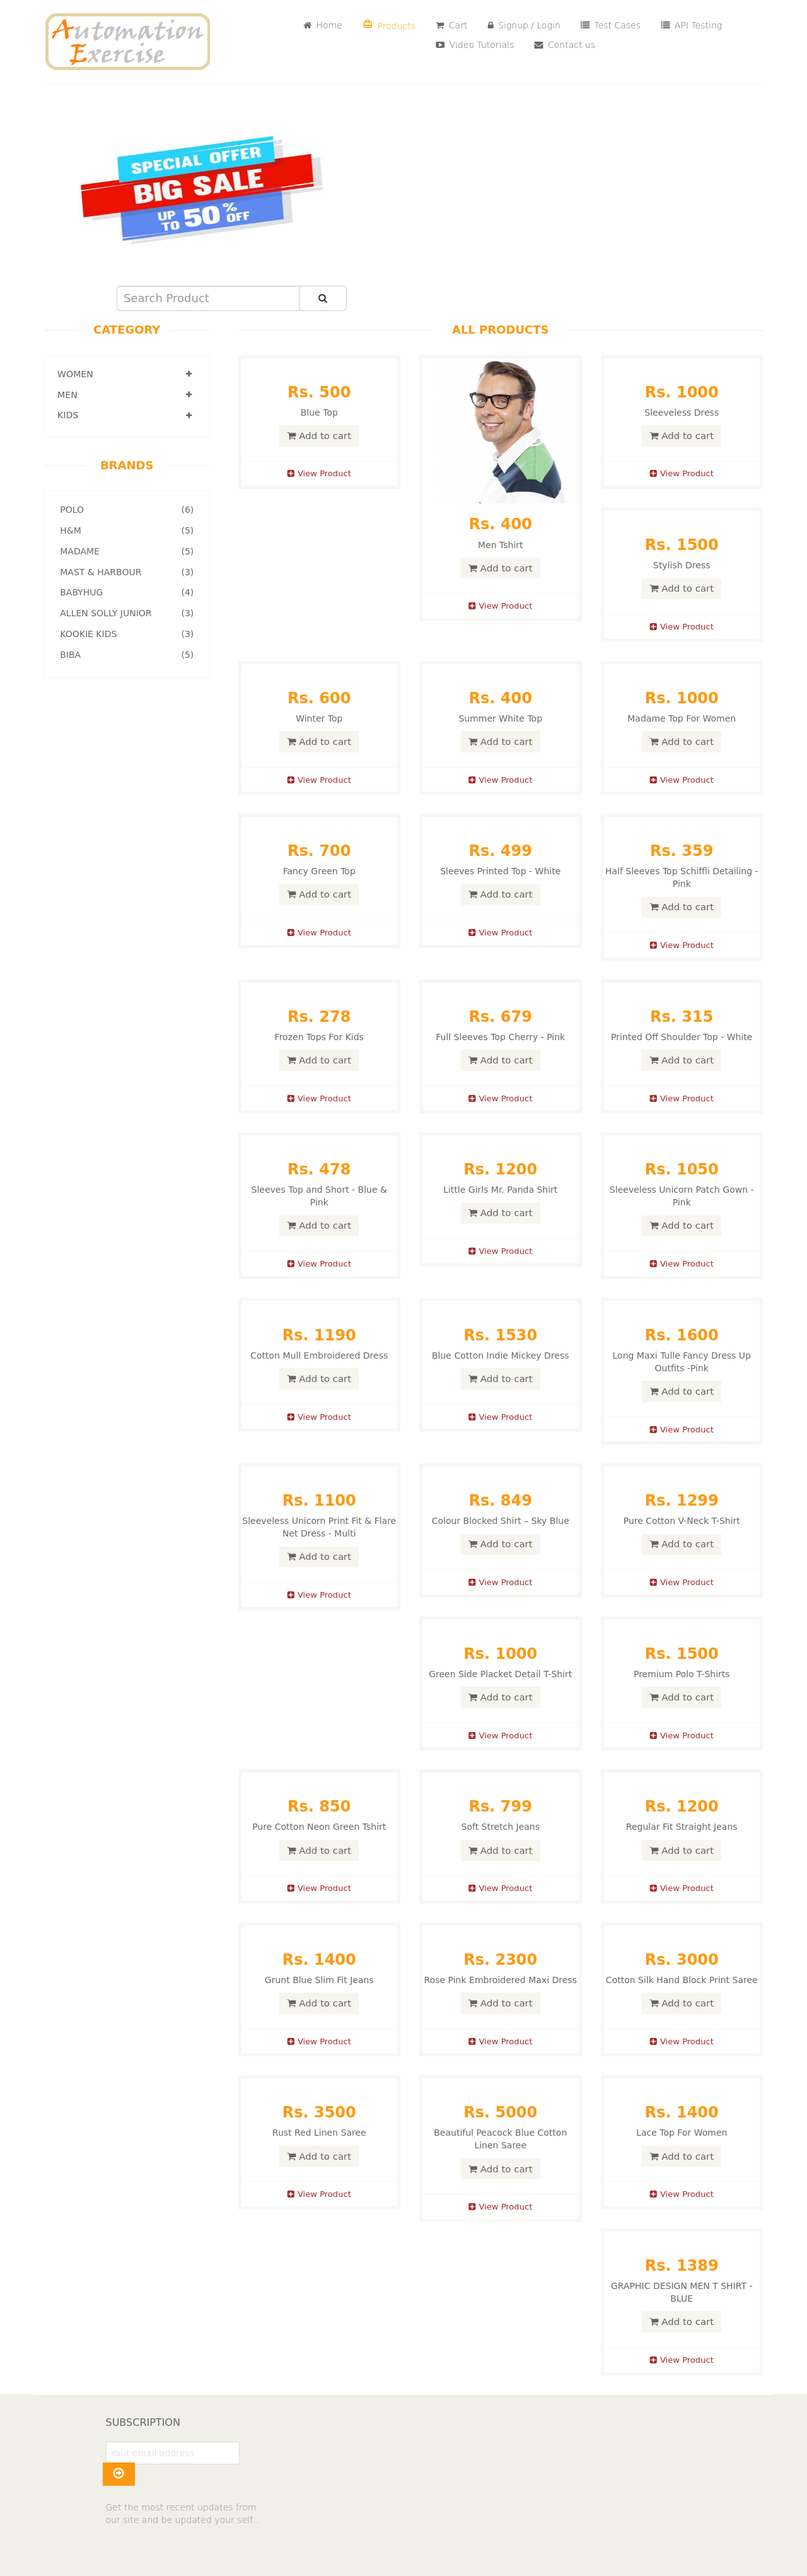 Automation
Exercise
Home
Products
Cart
Signup / Login
Test Cases
API Testing
Video Tutorials
Contact us
SPECIAL OFFER
BIG SALE
UP TO 50% OFF
Search Product
CATEGORY
WOMEN
MEN
KIDS
BRANDS
POLO (6)
H&M (5)
MADAME (5)
MAST & HARBOUR (3)
BABYHUG (4)
ALLEN SOLLY JUNIOR (3)
KOOKIE KIDS (3)
BIBA (5)
ALL PRODUCTS
Rs. 500
Blue Top
Add to cart
View Product
Rs. 400
Men Tshirt
Add to cart
View Product
Rs. 1000
Sleeveless Dress
Add to cart
View Product
Rs. 1500
Stylish Dress
Add to cart
View Product
Rs. 600
Winter Top
Add to cart
View Product
Rs. 400
Summer White Top
Add to cart
View Product
Rs. 1000
Madame Top For Women
Add to cart
View Product
Rs. 700
Fancy Green Top
Add to cart
View Product
Rs. 499
Sleeves Printed Top - White
Add to cart
View Product
Rs. 359
Half Sleeves Top Schiffli Detailing -
Pink
Add to cart
View Product
Rs. 278
Frozen Tops For Kids
Add to cart
View Product
Rs. 679
Full Sleeves Top Cherry - Pink
Add to cart
View Product
Rs. 315
Printed Off Shoulder Top - White
Add to cart
View Product
Rs. 478
Sleeves Top and Short - Blue &
Pink
Add to cart
View Product
Rs. 1200
Little Girls Mr. Panda Shirt
Add to cart
View Product
Rs. 1050
Sleeveless Unicorn Patch Gown -
Pink
Add to cart
View Product
Rs. 1190
Cotton Mull Embroidered Dress
Add to cart
View Product
Rs. 1530
Blue Cotton Indie Mickey Dress
Add to cart
View Product
Rs. 1600
Long Maxi Tulle Fancy Dress Up
Outfits -Pink
Add to cart
View Product
Rs. 1100
Sleeveless Unicorn Print Fit & Flare
Net Dress - Multi
Add to cart
View Product
Rs. 849
Colour Blocked Shirt – Sky Blue
Add to cart
View Product
Rs. 1299
Pure Cotton V-Neck T-Shirt
Add to cart
View Product
Rs. 1000
Green Side Placket Detail T-Shirt
Add to cart
View Product
Rs. 1500
Premium Polo T-Shirts
Add to cart
View Product
Rs. 850
Pure Cotton Neon Green Tshirt
Add to cart
View Product
Rs. 799
Soft Stretch Jeans
Add to cart
View Product
Rs. 1200
Regular Fit Straight Jeans
Add to cart
View Product
Rs. 1400
Grunt Blue Slim Fit Jeans
Add to cart
View Product
Rs. 2300
Rose Pink Embroidered Maxi Dress
Add to cart
View Product
Rs. 3000
Cotton Silk Hand Block Print Saree
Add to cart
View Product
Rs. 3500
Rust Red Linen Saree
Add to cart
View Product
Rs. 5000
Beautiful Peacock Blue Cotton
Linen Saree
Add to cart
View Product
Rs. 1400
Lace Top For Women
Add to cart
View Product
Rs. 1389
GRAPHIC DESIGN MEN T SHIRT -
BLUE
Add to cart
View Product
SUBSCRIPTION
Your email address
Get the most recent updates from
our site and be updated your self...